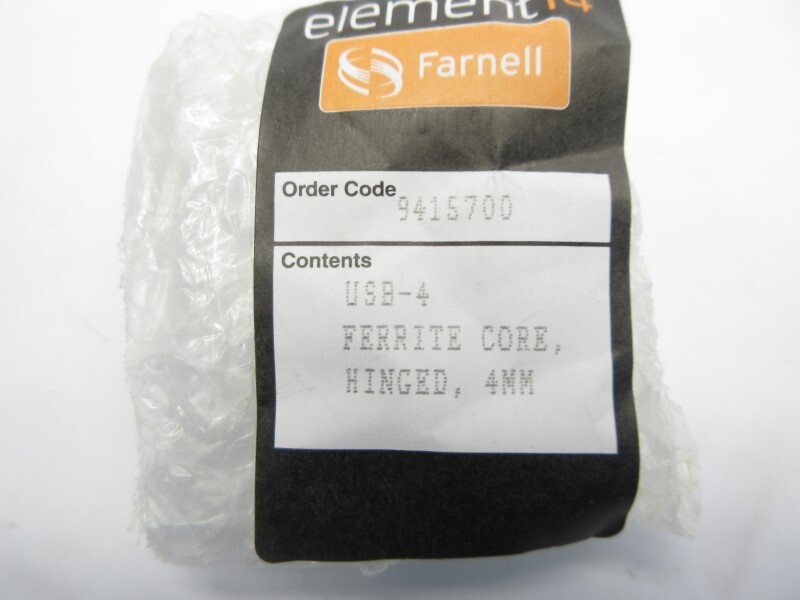 element14
Farnell
Order Code
9415700
Contents
USB-4
FERRITE CORE,
HINGED, 4MM